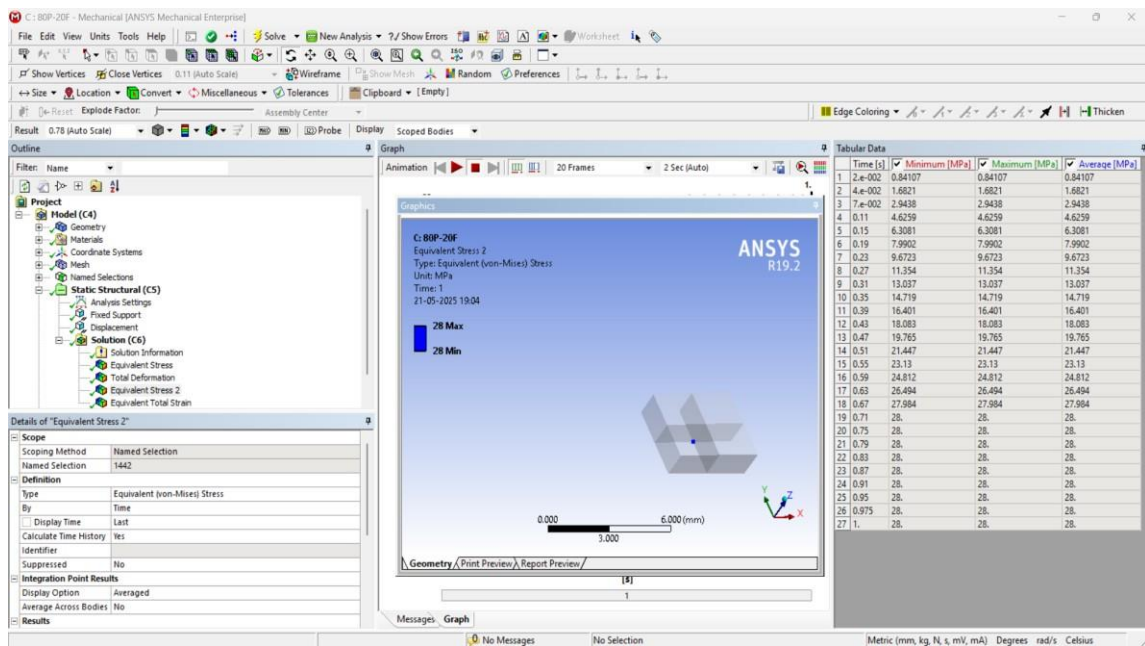 C : 80P-20F - Mechanical [ANSYS Mechanical Enterprise]
File Edit View Units Tools Help Solve New Analysis ?/ Show Errors A Worksheet
Show Vertices Close Vertices 0.11 (Auto Scale) Wireframe Show Mesh Random Preferences
Size Location Convert Miscellaneous Tolerances Clipboard [Empty]
Reset Explode Factor: Assembly Center Edge Coloring Thicken
Result 0.78 (Auto Scale) Probe Display Scoped Bodies
Outline
Filter: Name
Project
Model (C4)
Geometry
Materials
Coordinate Systems
Mesh
Named Selections
Static Structural (C5)
Analysis Settings
Fixed Support
Displacement
Solution (C6)
Solution Information
Equivalent Stress
Total Deformation
Equivalent Stress 2
Equivalent Total Strain
Details of "Equivalent Stress 2"
Scope
Scoping Method Named Selection
Named Selection 1442
Definition
Type Equivalent (von-Mises) Stress
By Time
Display Time Last
Calculate Time History Yes
Identifier
Suppressed No
Integration Point Results
Display Option Averaged
Average Across Bodies No
Results
Graph
Animation 20 Frames 2 Sec (Auto)
1.
Graphics
C: 80P-20F
Equivalent Stress 2
Type: Equivalent (von-Mises) Stress
Unit: MPa
Time: 1
21-05-2025 19:04
28 Max
28 Min
ANSYS
R19.2
Y
Z
X
0.000 6.000 (mm)
3.000
Geometry Print Preview Report Preview
[s]
1
Messages Graph
Tabular Data
Time [s] Minimum [MPa] Maximum [MPa] Average [MPa]
1 2.e-002 0.84107 0.84107 0.84107
2 4.e-002 1.6821 1.6821 1.6821
3 7.e-002 2.9438 2.9438 2.9438
4 0.11 4.6259 4.6259 4.6259
5 0.15 6.3081 6.3081 6.3081
6 0.19 7.9902 7.9902 7.9902
7 0.23 9.6723 9.6723 9.6723
8 0.27 11.354 11.354 11.354
9 0.31 13.037 13.037 13.037
10 0.35 14.719 14.719 14.719
11 0.39 16.401 16.401 16.401
12 0.43 18.083 18.083 18.083
13 0.47 19.765 19.765 19.765
14 0.51 21.447 21.447 21.447
15 0.55 23.13 23.13 23.13
16 0.59 24.812 24.812 24.812
17 0.63 26.494 26.494 26.494
18 0.67 27.984 27.984 27.984
19 0.71 28. 28. 28.
20 0.75 28. 28. 28.
21 0.79 28. 28. 28.
22 0.83 28. 28. 28.
23 0.87 28. 28. 28.
24 0.91 28. 28. 28.
25 0.95 28. 28. 28.
26 0.975 28. 28. 28.
27 1. 28. 28. 28.
0 No Messages No Selection Metric (mm, kg, N, s, mV, mA) Degrees rad/s Celsius